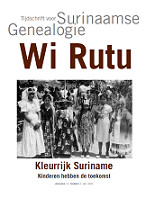 Tijdschrift voor Surinaamse
Genealogie
Wi Rutu
Kleurrijk Suriname
Kinderen hebben de toekomst